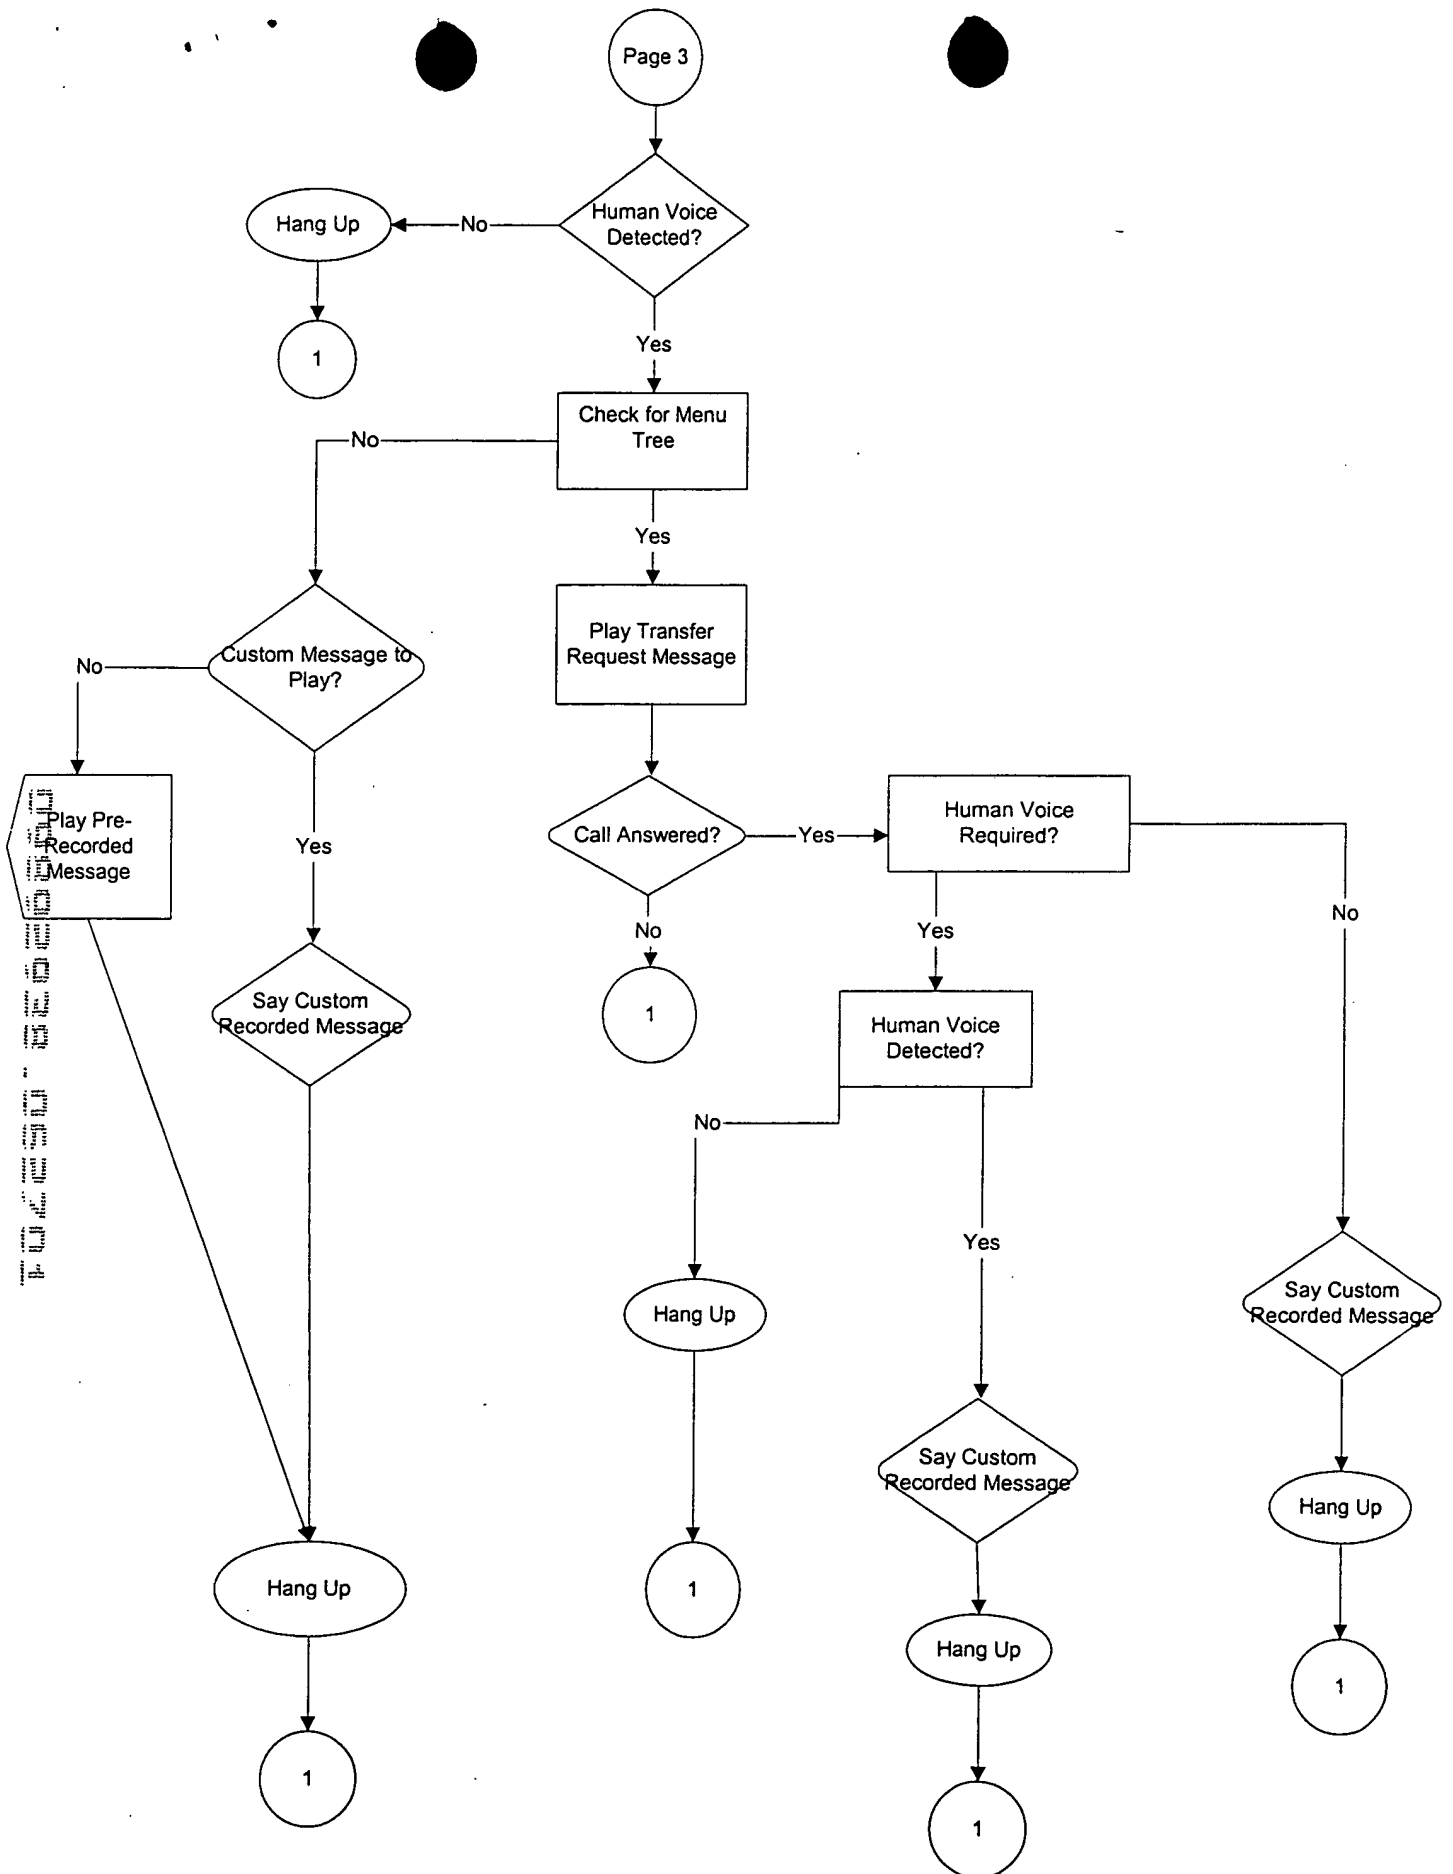 Page 3
Human Voice
Detected?
No
Hang Up
1
Yes
Check for Menu
Tree
No
Yes
Play Transfer
Request Message
Custom Message to
Play?
No
Play Pre-
Recorded
Message
Yes
Call Answered?
Yes
Human Voice
Required?
No
No
1
Yes
Human Voice
Detected?
Say Custom
Recorded Message
No
Yes
Hang Up
Say Custom
Recorded Message
Say Custom
Recorded Message
Hang Up
Hang Up
1
Hang Up
1
1
1